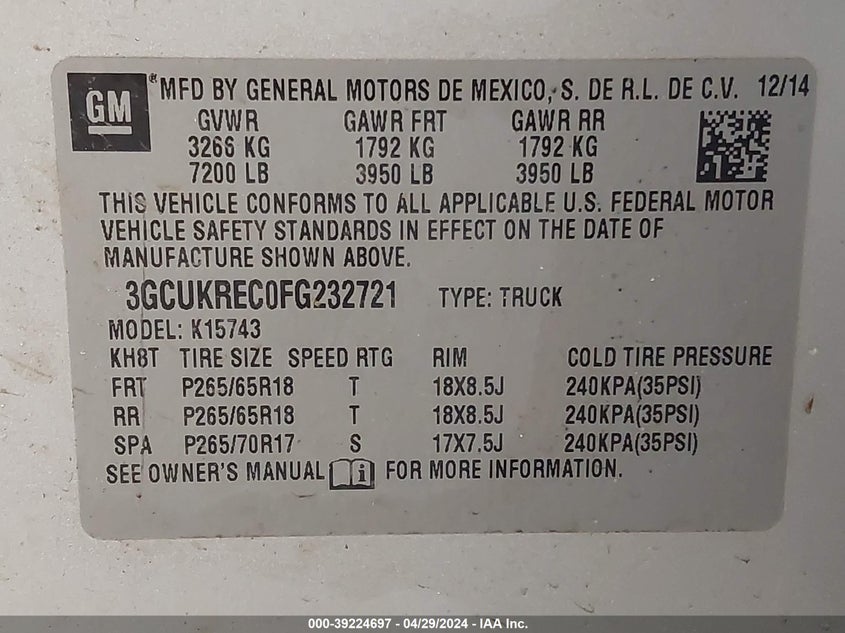 GM
MFD BY GENERAL MOTORS DE MEXICO, S. DE R.L. DE C.V. 12/14
GVWR GAWR FRT GAWR RR
3266 KG 1792 KG 1792 KG
7200 LB 3950 LB 3950 LB
THIS VEHICLE CONFORMS TO ALL APPLICABLE U.S. FEDERAL MOTOR
VEHICLE SAFETY STANDARDS IN EFFECT ON THE DATE OF
MANUFACTURE SHOWN ABOVE.
3GCUKREC0FG232721 TYPE: TRUCK
MODEL: K15743
KH8T TIRE SIZE SPEED RTG RIM COLD TIRE PRESSURE
FRT P265/65R18 T 18X8.5J 240KPA(35PSI)
RR P265/65R18 T 18X8.5J 240KPA(35PSI)
SPA P265/70R17 S 17X7.5J 240KPA(35PSI)
SEE OWNER'S MANUAL i FOR MORE INFORMATION.
000-39224697 - 04/29/2024 - IAA Inc.